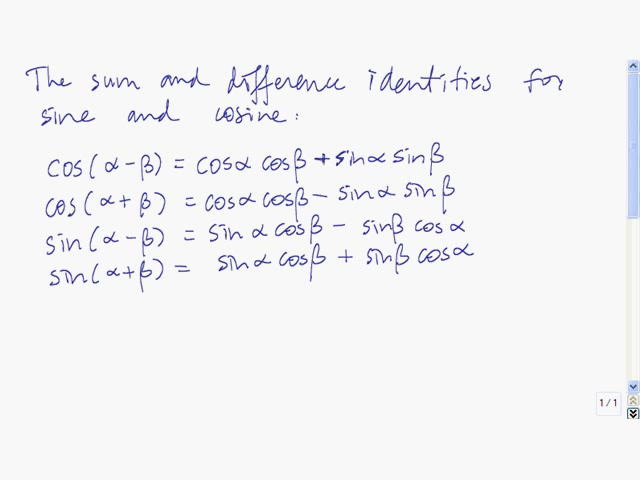 The sum and difference identities for
sine and cosine:
cos(α-β) = cosα cosβ + sinα sinβ
cos(α+β) = cosα cosβ - sinα sinβ
sin(α-β) = sinα cosβ - sinβ cosα
sin(α+β) = sinα cosβ + sinβ cosα
1/1